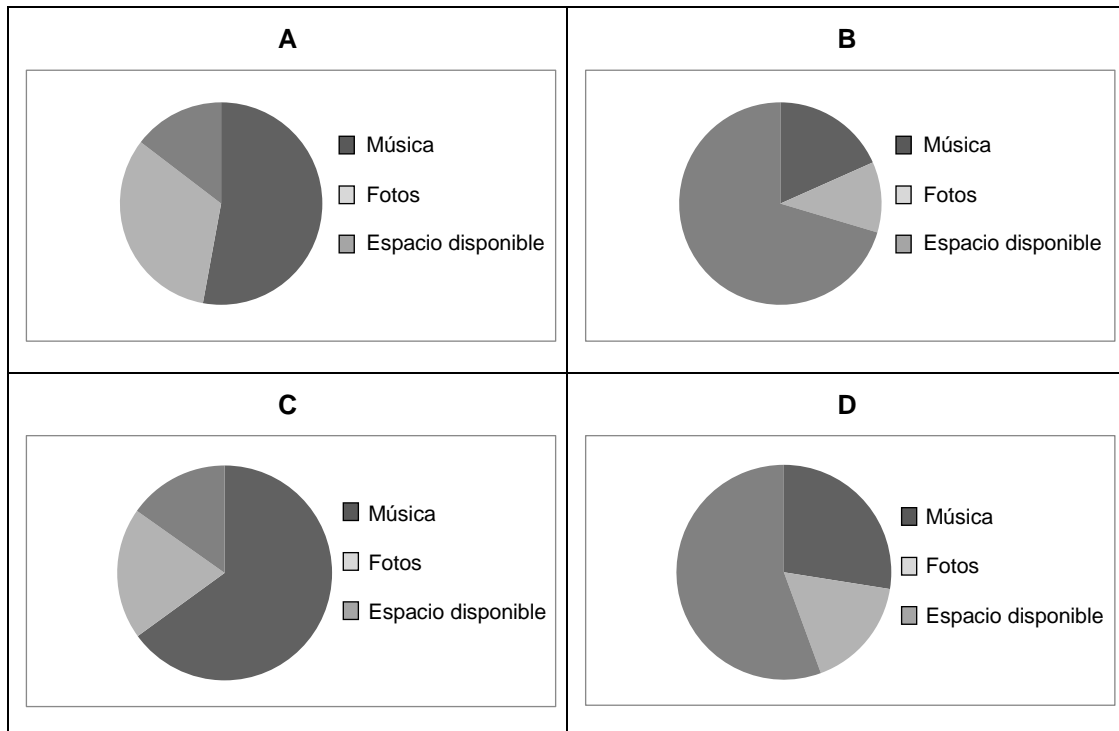 A
Música
Fotos
Espacio disponible
B
Música
Fotos
Espacio disponible
C
Música
Fotos
Espacio disponible
D
Música
Fotos
Espacio disponible